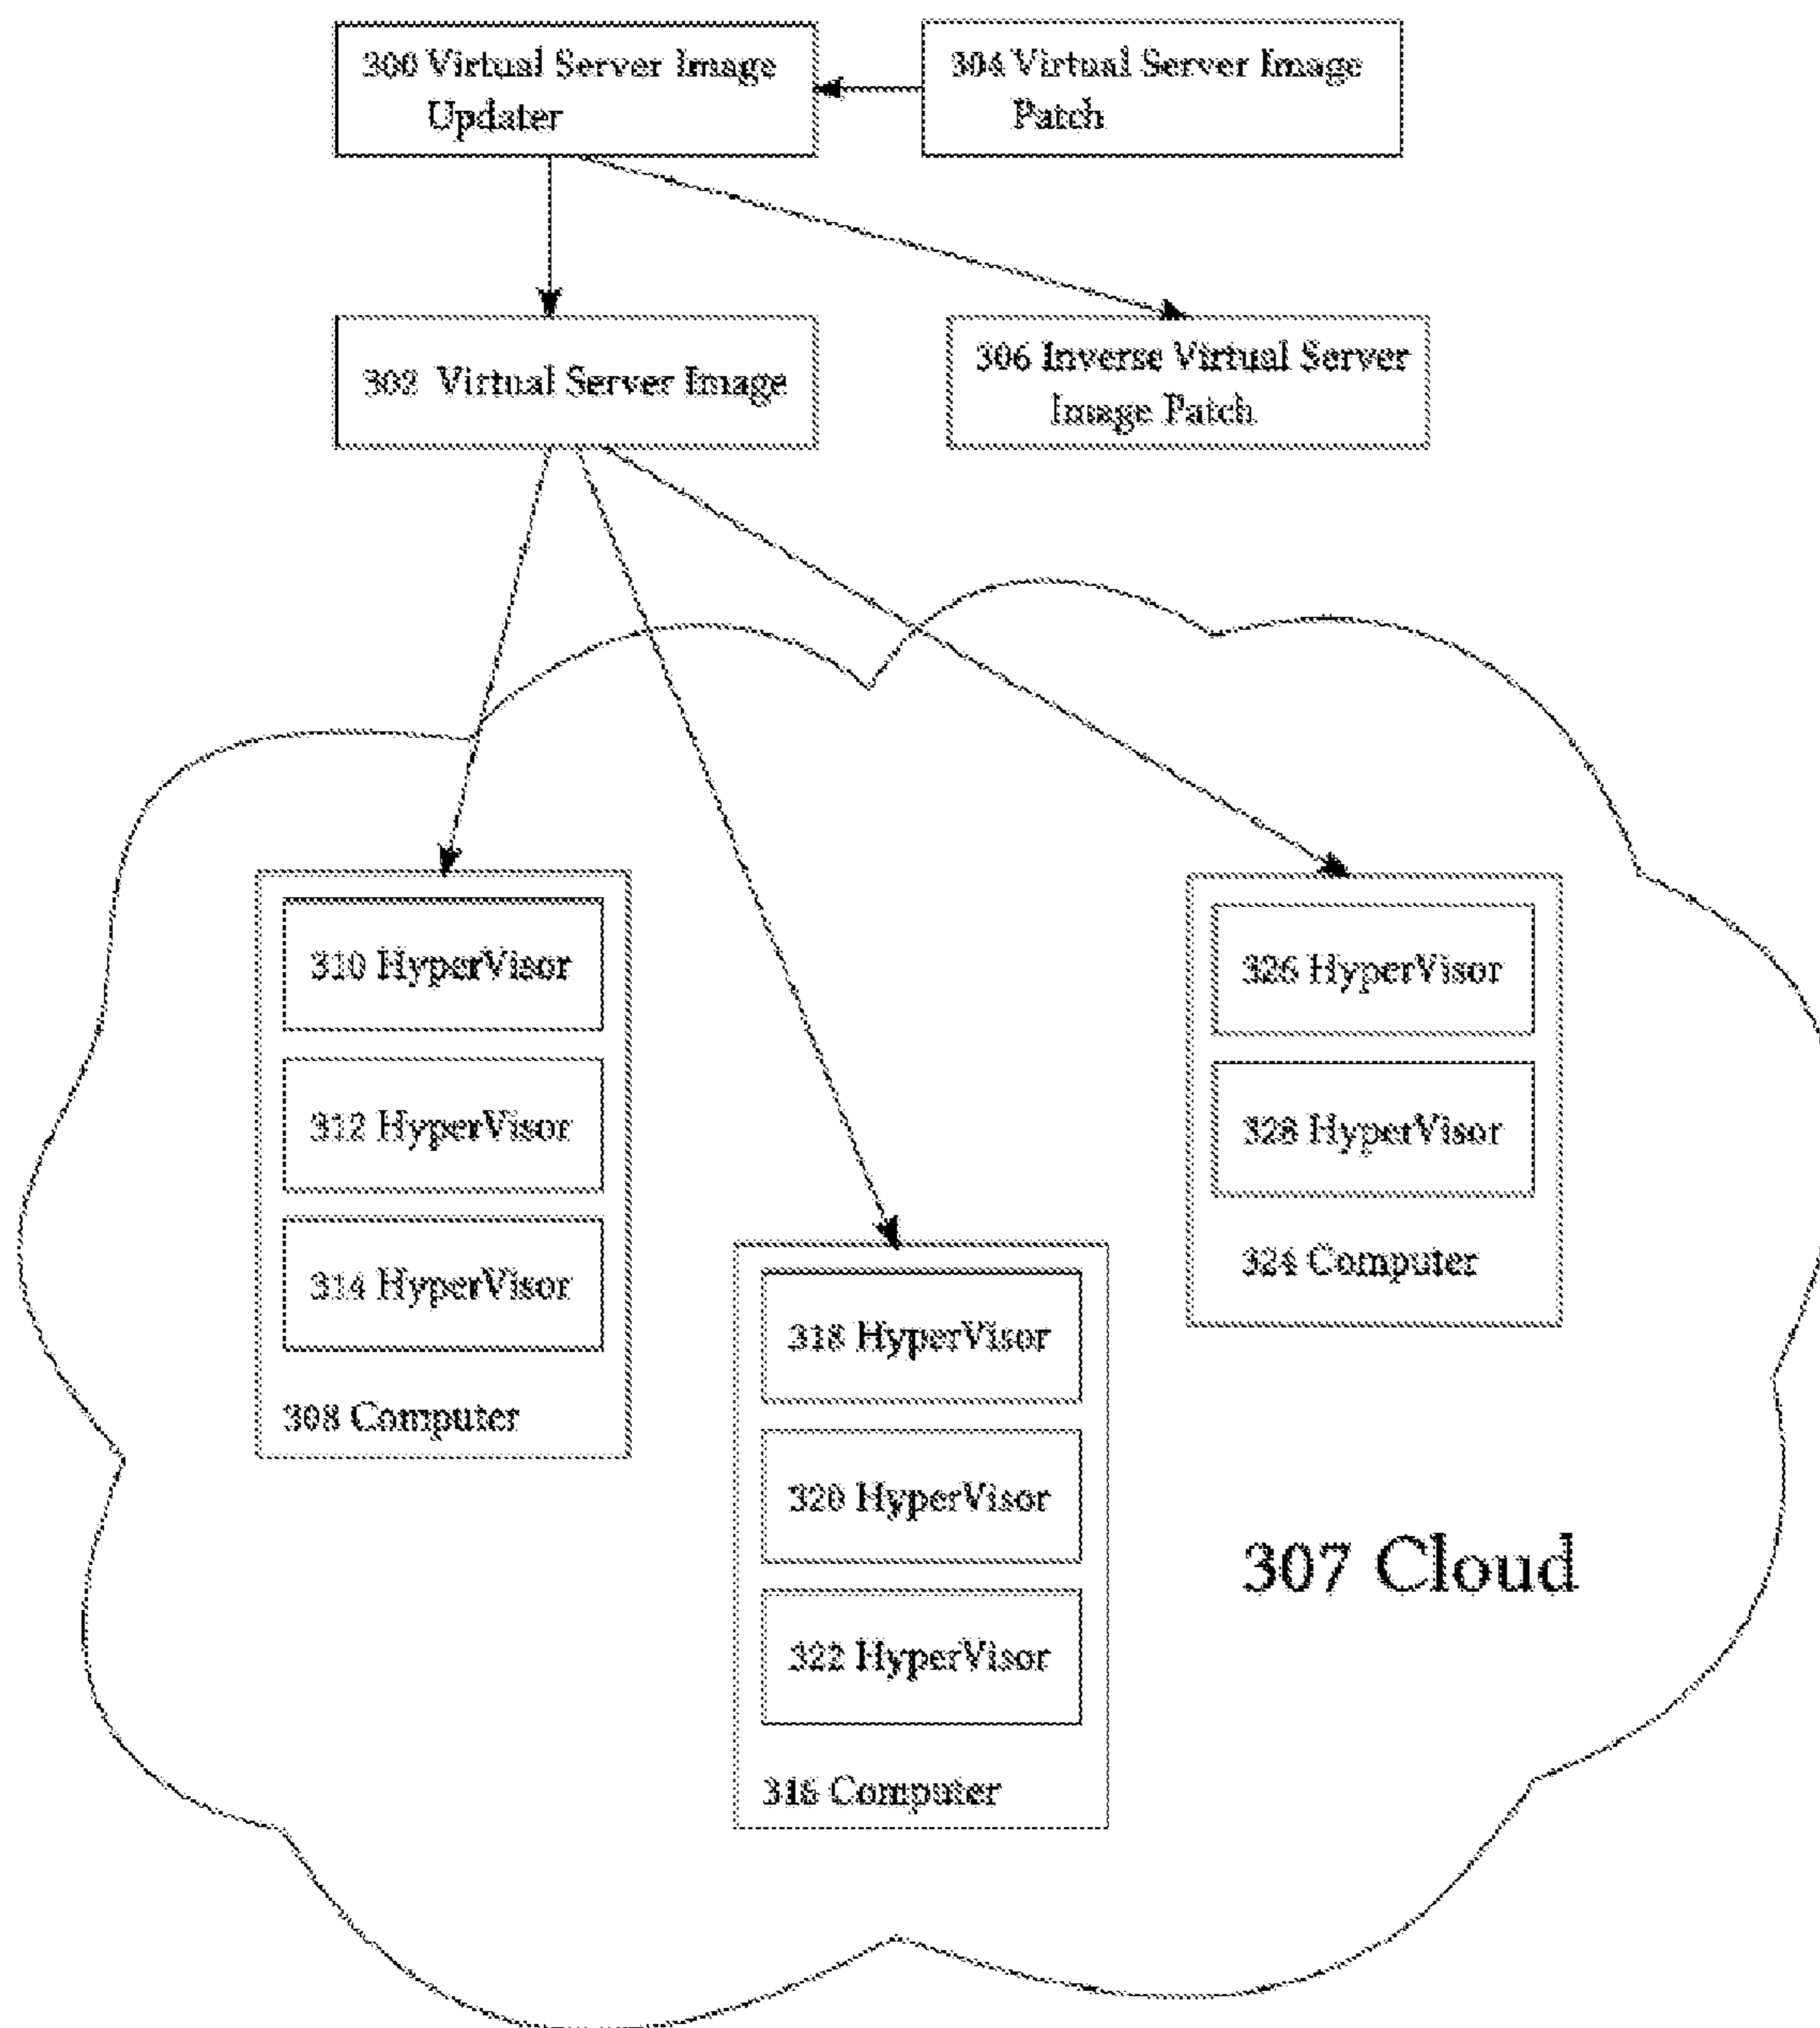 300 Virtual Server Image
Updater
304 Virtual Server Image
Patch
302 Virtual Server Image
306 Inverse Virtual Server
Image Patch
310 HyperVisor
312 HyperVisor
314 HyperVisor
308 Computer
318 HyperVisor
320 HyperVisor
322 HyperVisor
316 Computer
326 HyperVisor
328 HyperVisor
324 Computer
307 Cloud